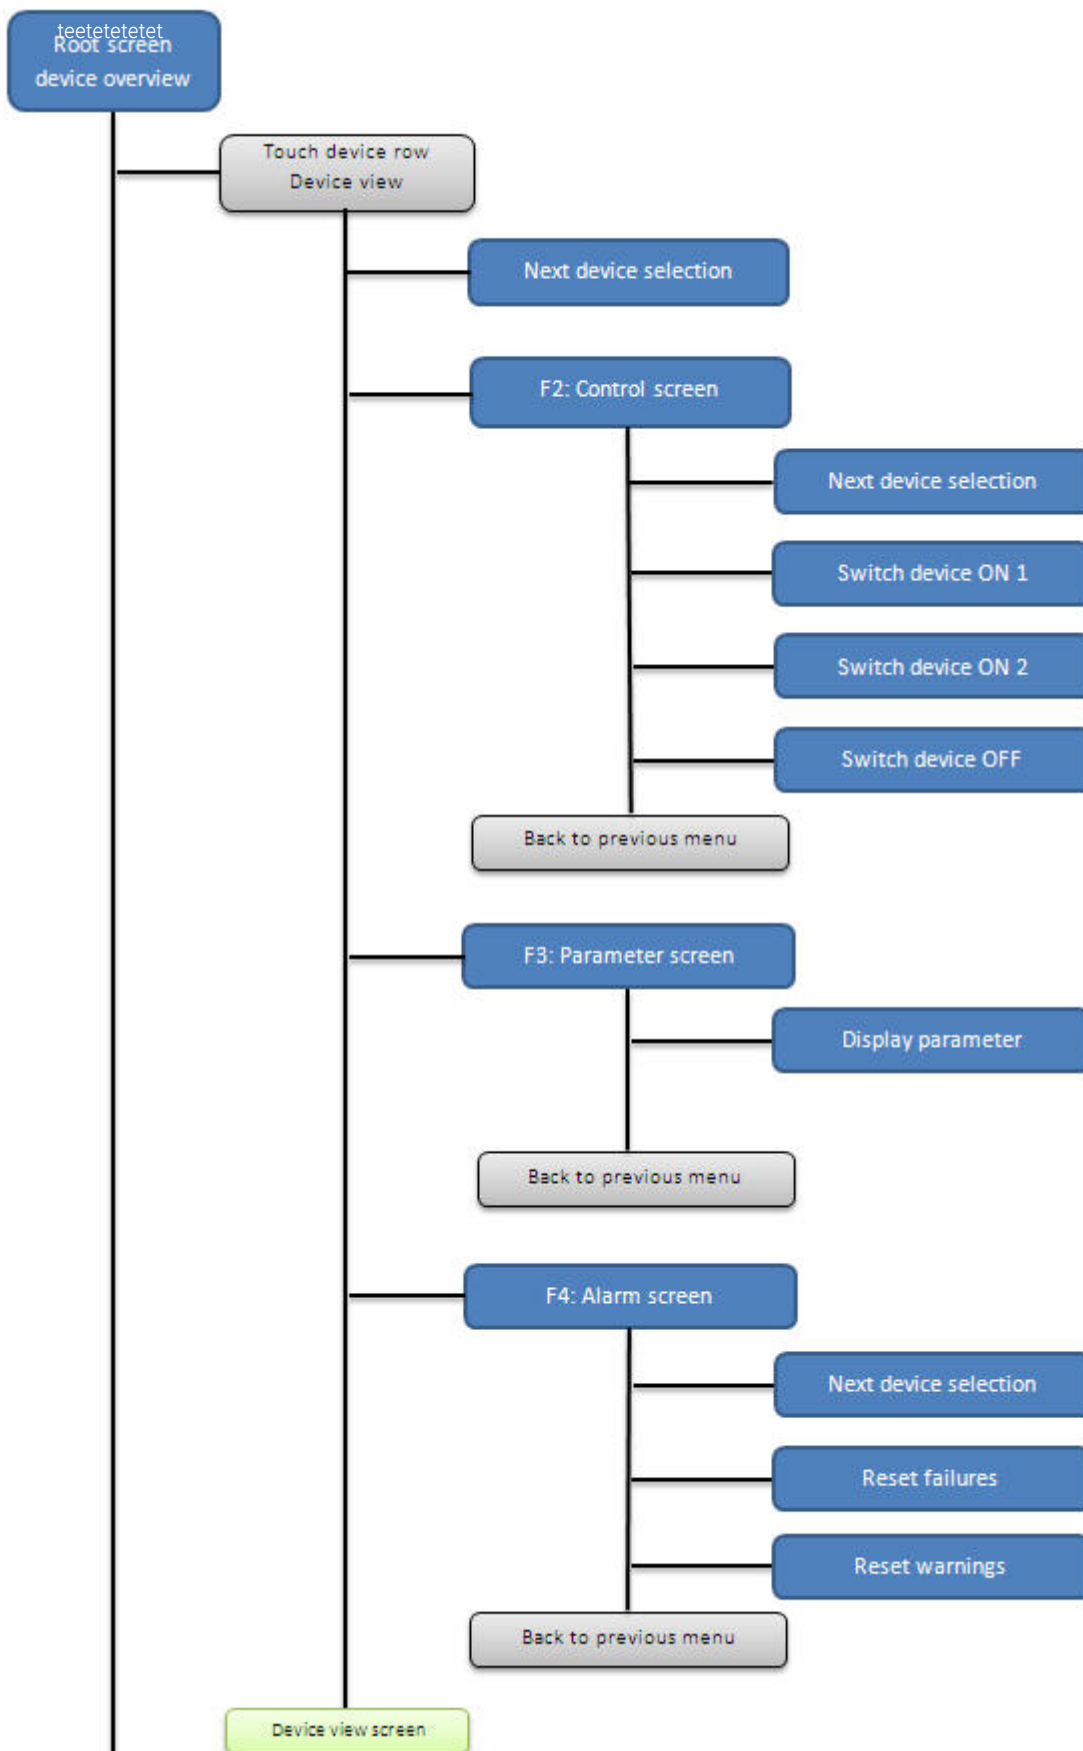 teetetetetet
Root screen
device overview
Touch device row
Device view
Next device selection
F2: Control screen
Next device selection
Switch device ON 1
Switch device ON 2
Switch device OFF
Back to previous menu
F3: Parameter screen
Display parameter
Back to previous menu
F4: Alarm screen
Next device selection
Reset failures
Reset warnings
Back to previous menu
Device view screen